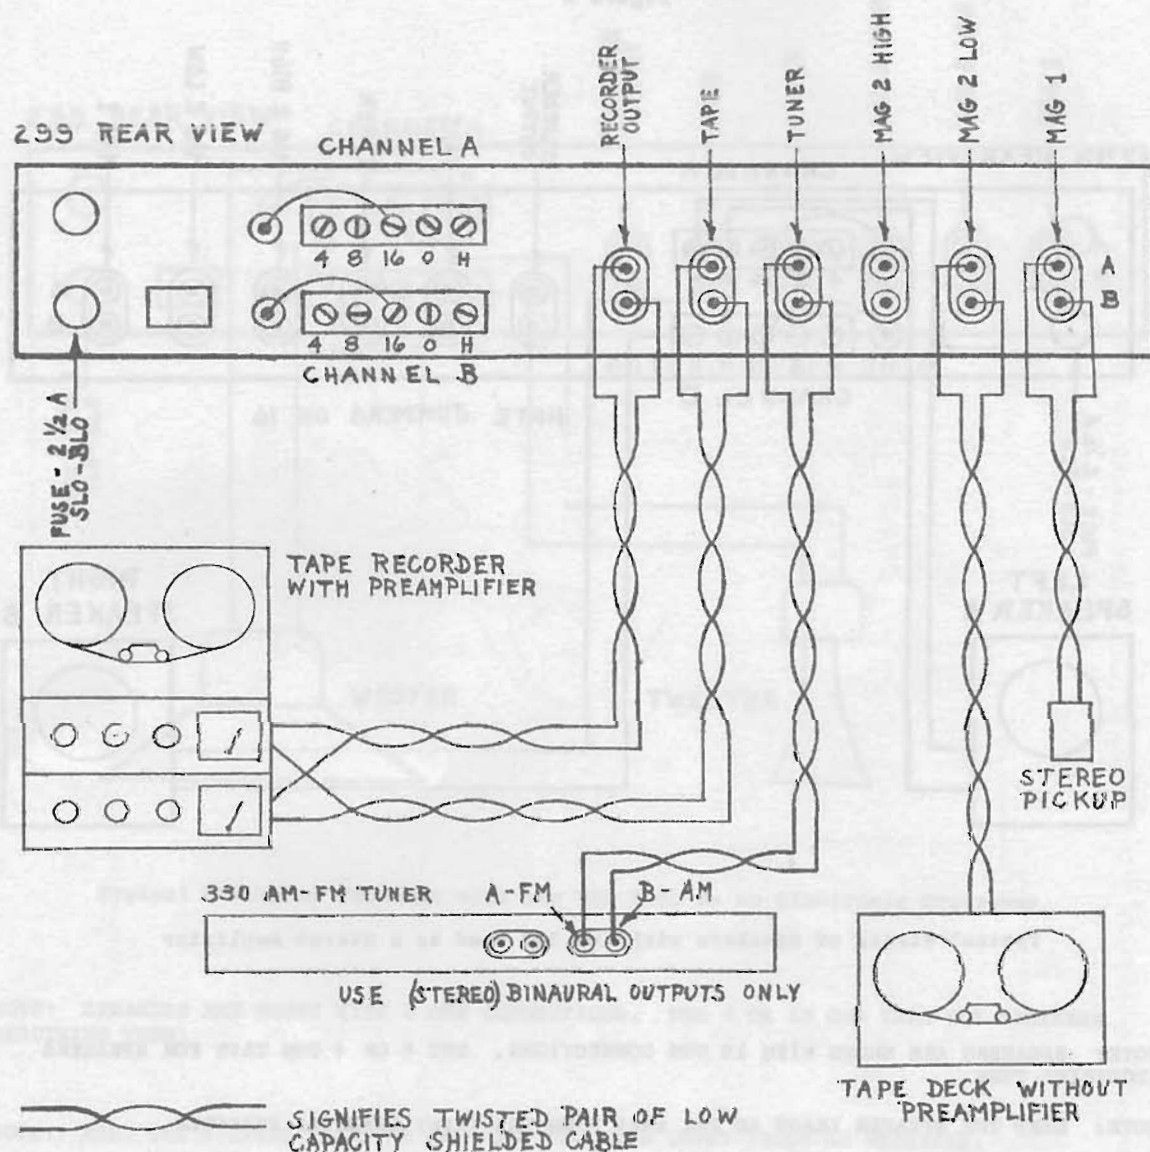 299 REAR VIEW
CHANNEL A
RECORDER
OUTPUT
TAPE
TUNER
MAG 2 HIGH
MAG 2 LOW
MAG 1
4 8 16 0 H
A
B
4 8 16 0 H
CHANNEL B
FUSE - 2 1/2 A
SLO-BLO
TAPE RECORDER
WITH PREAMPLIFIER
STEREO
PICKUP
330 AM-FM TUNER
A-FM
B-AM
USE (STEREO) BINAURAL OUTPUTS ONLY
TAPE DECK WITHOUT
PREAMPLIFIER
SIGNIFIES TWISTED PAIR OF LOW
CAPACITY SHIELDED CABLE